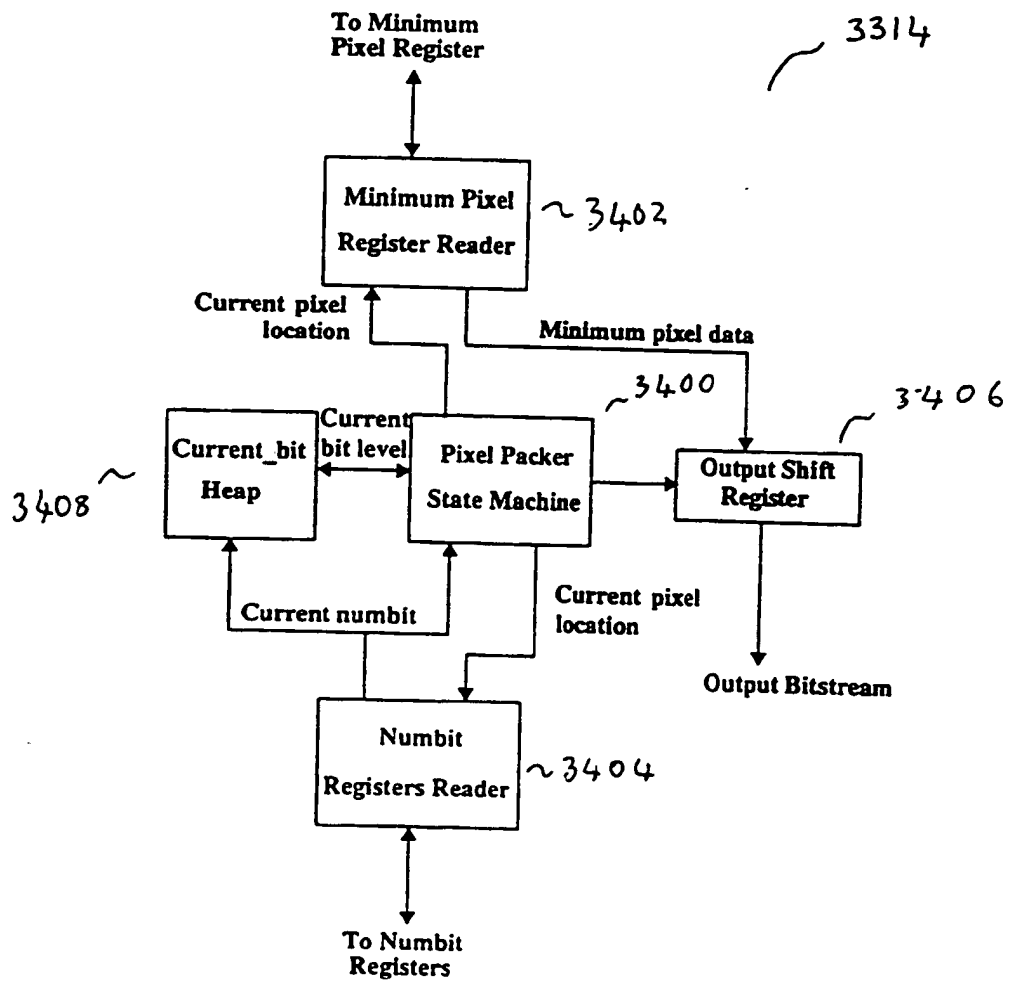 To Minimum
Pixel Register
3314
Minimum Pixel
Register Reader
3402
Current pixel
location
Minimum pixel data
3400
3406
Current
bit level
Current_bit
Heap
Pixel Packer
State Machine
Output Shift
Register
3408
Current numbit
Current pixel
location
Output Bitstream
Numbit
Registers Reader
3404
To Numbit
Registers